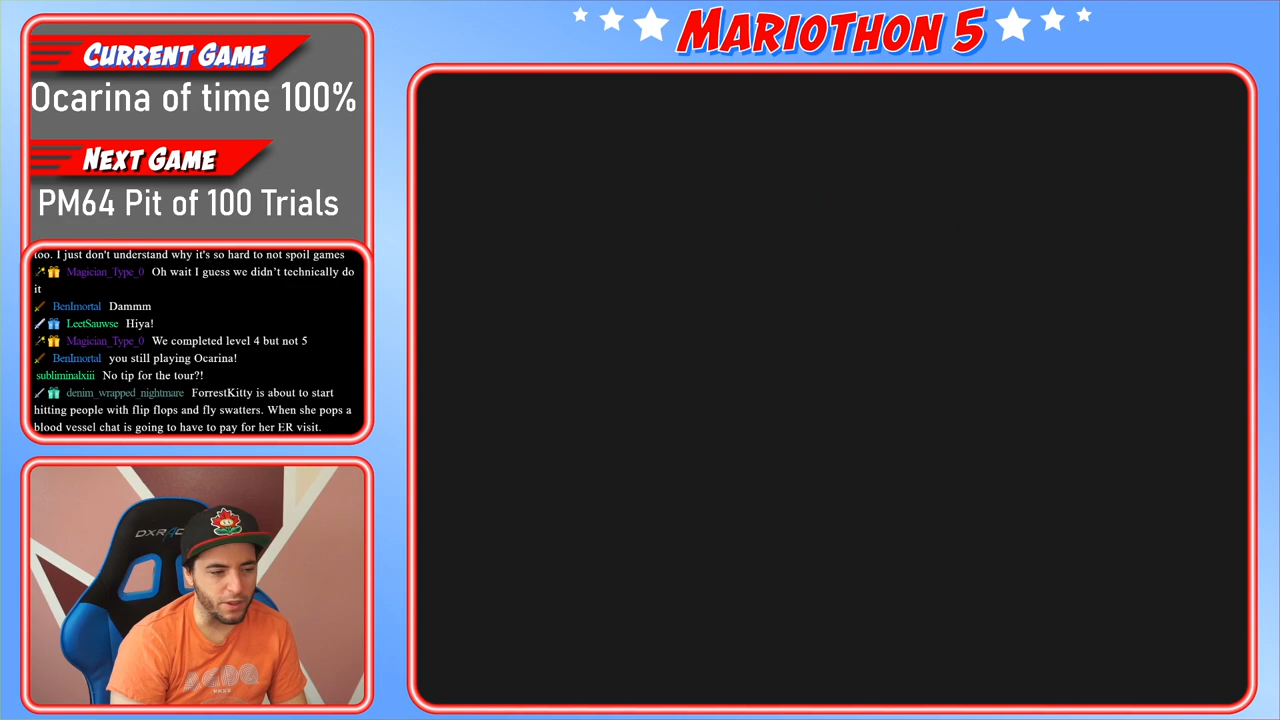 MARIOTHON 5
CURRENT GAME
Ocarina of time 100%
NEXT GAME
PM64 Pit of 100 Trials
too. I just don't understand why it's so hard to not spoil games
Magician_Type_0 Oh wait I guess we didn't technically do
it
BenImortal Dammm
LeetSauwse Hiya!
Magician_Type_0 We completed level 4 but not 5
BenImortal you still playing Ocarina!
subliminalxiii No tip for the tour?!
denim_wrapped_nightmare ForrestKitty is about to start
hitting people with flip flops and fly swatters. When she pops a
blood vessel chat is going to have to pay for her ER visit.